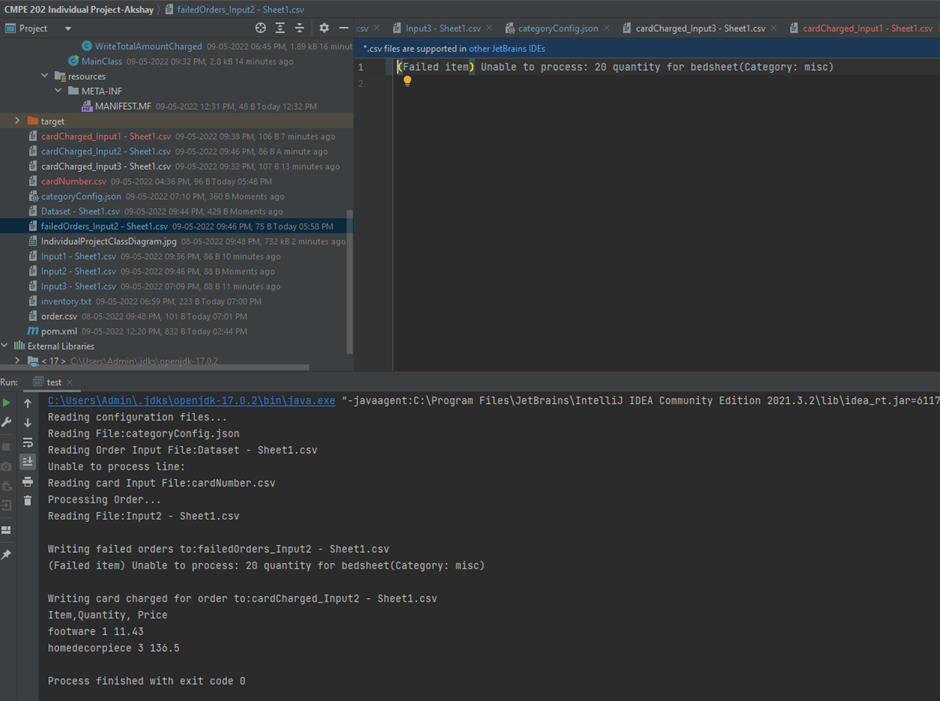 CMPE 202 Individual Project-Akshay failedOrders_Input2 - Sheet1.csv
Project
.csv Input3 - Sheet1.csv categoryConfig.json cardCharged_Input3 - Sheet1.csv cardCharged_Input1 - Sheet1.csv
WriteTotalAmountCharged 09-05-2022 06:45 PM, 1.89 kB 16 minut
MainClass 09-05-2022 09:32 PM, 2.8 kB 14 minutes ago
resources
META-INF
MANIFEST.MF 09-05-2022 12:31 PM, 48 B Today 12:32 PM
target
cardCharged_Input1 - Sheet1.csv 09-05-2022 09:38 PM, 106 B 7 minutes ago
cardCharged_Input2 - Sheet1.csv 09-05-2022 09:46 PM, 86 B A minute ago
cardCharged_Input3 - Sheet1.csv 09-05-2022 09:32 PM, 107 B 13 minutes ago
cardNumber.csv 09-05-2022 04:36 PM, 96 B Today 05:48 PM
categoryConfig.json 09-05-2022 07:10 PM, 360 B Moments ago
Dataset - Sheet1.csv 09-05-2022 09:44 PM, 429 B Moments ago
failedOrders_Input2 - Sheet1.csv 09-05-2022 09:46 PM, 75 B Today 05:58 PM
IndividualProjectClassDiagram.jpg 08-05-2022 09:48 PM, 732 kB 2 minutes ago
Input1 - Sheet1.csv 09-05-2022 09:36 PM, 86 B 10 minutes ago
Input2 - Sheet1.csv 09-05-2022 09:46 PM, 88 B Moments ago
Input3 - Sheet1.csv 09-05-2022 07:09 PM, 88 B 11 minutes ago
inventory.txt 09-05-2022 06:59 PM, 223 B Today 07:00 PM
order.csv 08-05-2022 09:48 PM, 101 B Today 07:01 PM
pom.xml 09-05-2022 12:20 PM, 832 B Today 02:44 PM
External Libraries
< 17 > C:\Users\Admin\.jdks\openjdk-17.0.2
*.csv files are supported in other JetBrains IDEs
1 (Failed item) Unable to process: 20 quantity for bedsheet(Category: misc)
2
Run: test
C:\Users\Admin\.jdks\openjdk-17.0.2\bin\java.exe "-javaagent:C:\Program Files\JetBrains\IntelliJ IDEA Community Edition 2021.3.2\lib\idea_rt.jar=6117
Reading configuration files...
Reading File:categoryConfig.json
Reading Order Input File:Dataset - Sheet1.csv
Unable to process line:
Reading card Input File:cardNumber.csv
Processing Order...
Reading File:Input2 - Sheet1.csv
Writing failed orders to:failedOrders_Input2 - Sheet1.csv
(Failed item) Unable to process: 20 quantity for bedsheet(Category: misc)
Writing card charged for order to:cardCharged_Input2 - Sheet1.csv
Item,Quantity, Price
footware 1 11.43
homedecorpiece 3 136.5
Process finished with exit code 0